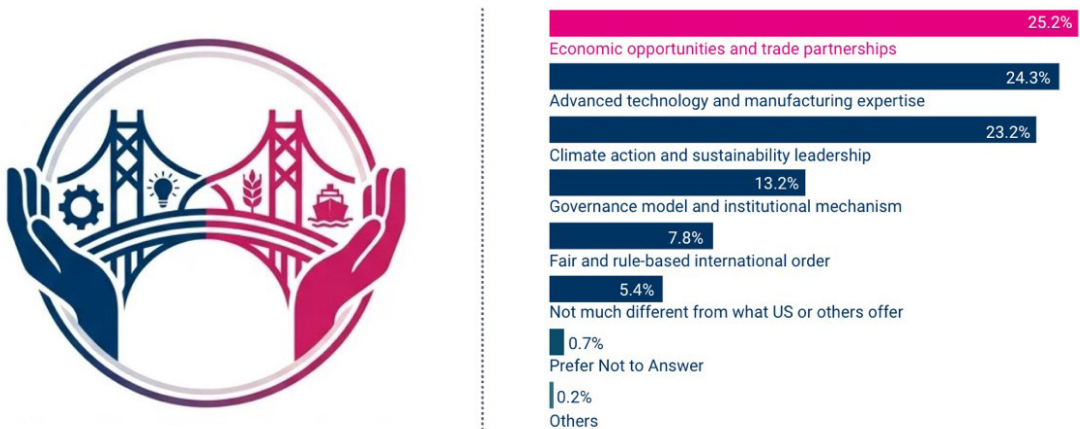 25.2%
Economic opportunities and trade partnerships
24.3%
Advanced technology and manufacturing expertise
23.2%
Climate action and sustainability leadership
13.2%
Governance model and institutional mechanism
7.8%
Fair and rule-based international order
5.4%
Not much different from what US or others offer
0.7%
Prefer Not to Answer
0.2%
Others